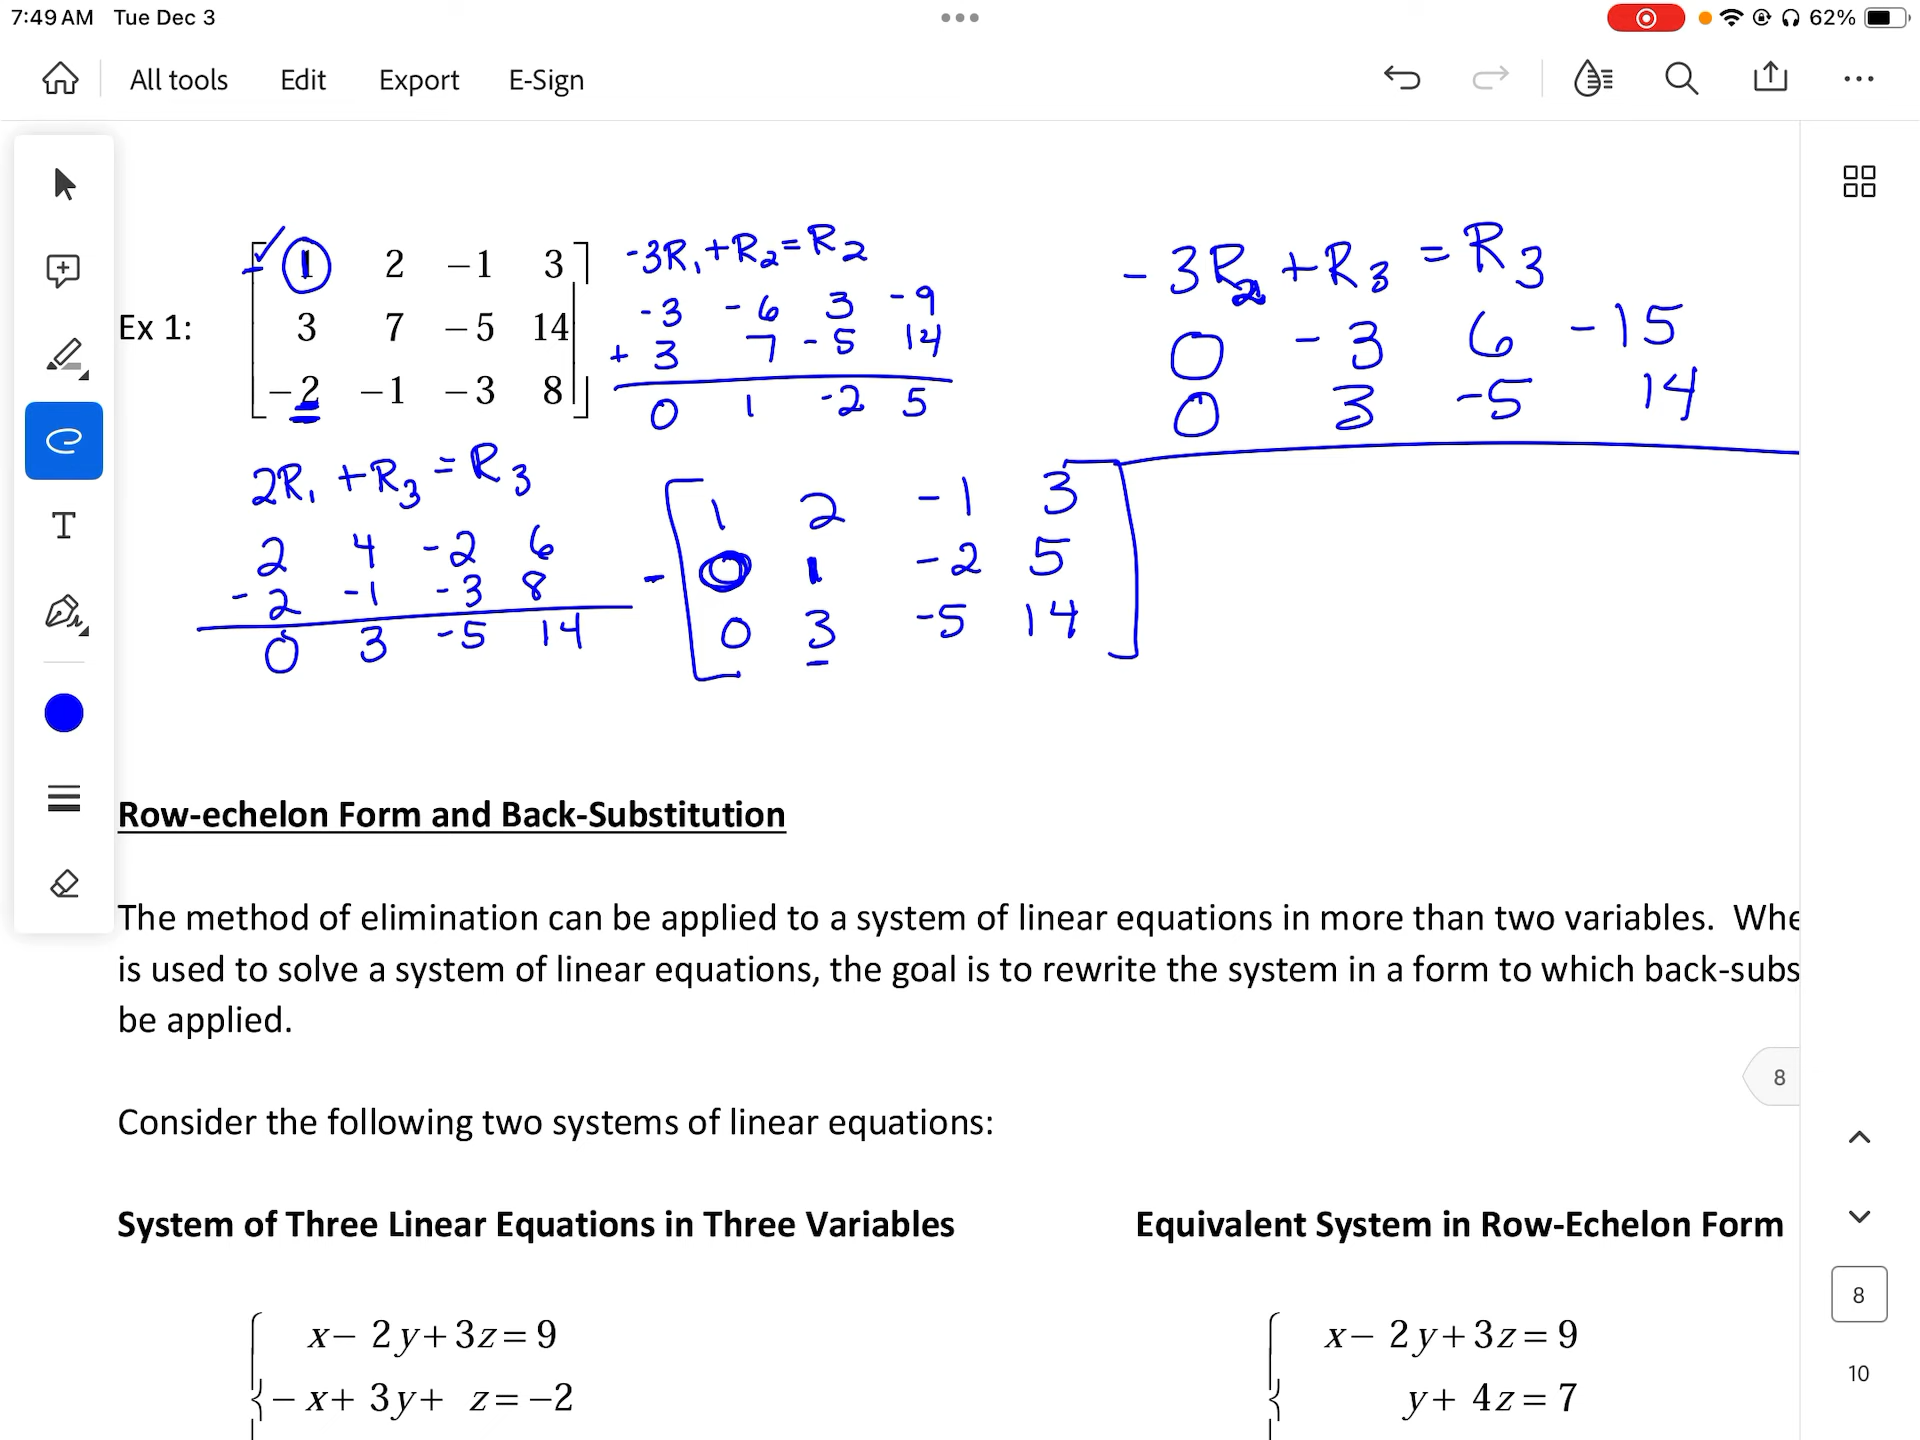 7:49 AM Tue Dec 3
62%
All tools Edit Export E-Sign
Ex 1:
1 2 −1 3
3 7 −5 14
−2 −1 −3 8
-3R₁+R₂=R₂
-3 -6 3 -9
+ 3 7 -5 14
0 1 -2 5
-3R₂+R₃=R₃
0 -3 6 -15
0 3 -5 14
2R₁+R₃=R₃
2 4 -2 6
-2 -1 -3 8
0 3 -5 14
1 2 -1 3
0 1 -2 5
0 3 -5 14
T
Row-echelon Form and Back-Substitution
The method of elimination can be applied to a system of linear equations in more than two variables. Whe
is used to solve a system of linear equations, the goal is to rewrite the system in a form to which back-subs
be applied.
8
Consider the following two systems of linear equations:
System of Three Linear Equations in Three Variables
Equivalent System in Row-Echelon Form
x− 2y+3z=9
−x+ 3y+ z=−2
x− 2y+3z=9
y+ 4z=7
8
10